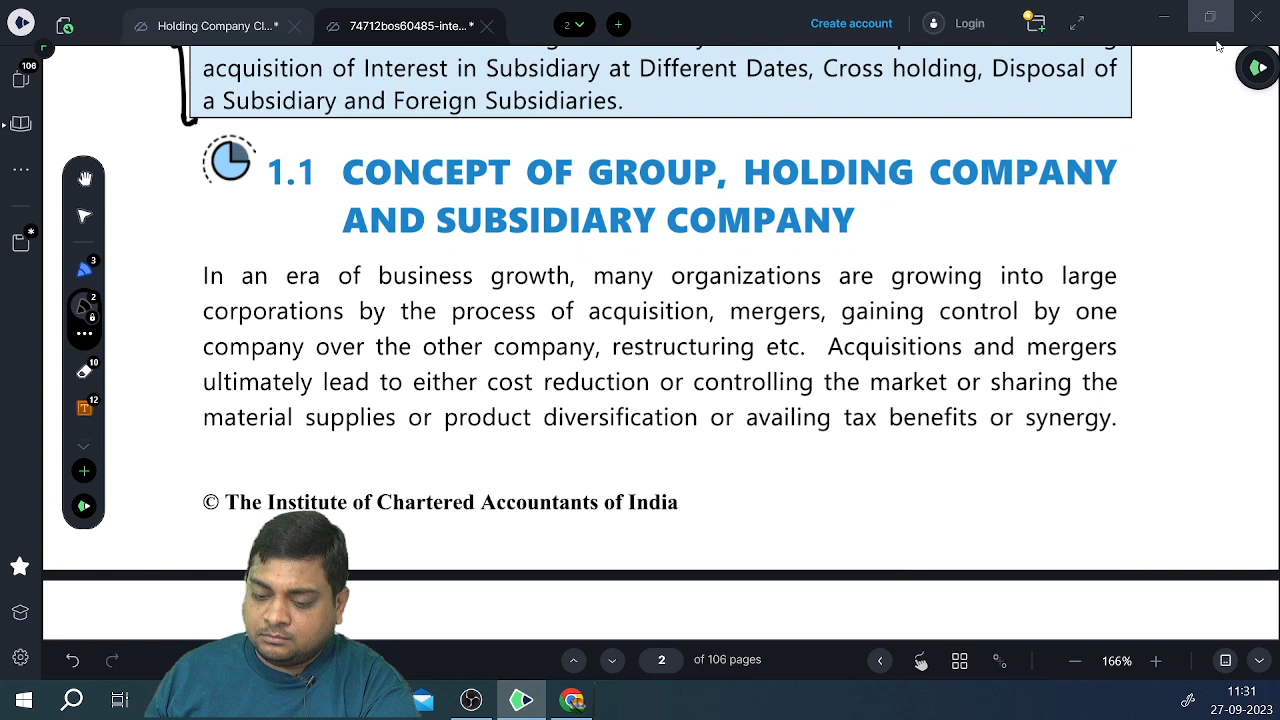 Holding Company Cl...*
74712bos60485-inte...*
2
Create account
Login
106
acquisition of Interest in Subsidiary at Different Dates, Cross holding, Disposal of
a Subsidiary and Foreign Subsidiaries.
1.1 CONCEPT OF GROUP, HOLDING COMPANY
AND SUBSIDIARY COMPANY
In an era of business growth, many organizations are growing into large
corporations by the process of acquisition, mergers, gaining control by one
company over the other company, restructuring etc. Acquisitions and mergers
ultimately lead to either cost reduction or controlling the market or sharing the
material supplies or product diversification or availing tax benefits or synergy.
3
2
10
12
© The Institute of Chartered Accountants of India
2 of 106 pages
166%
11:31
27-09-2023